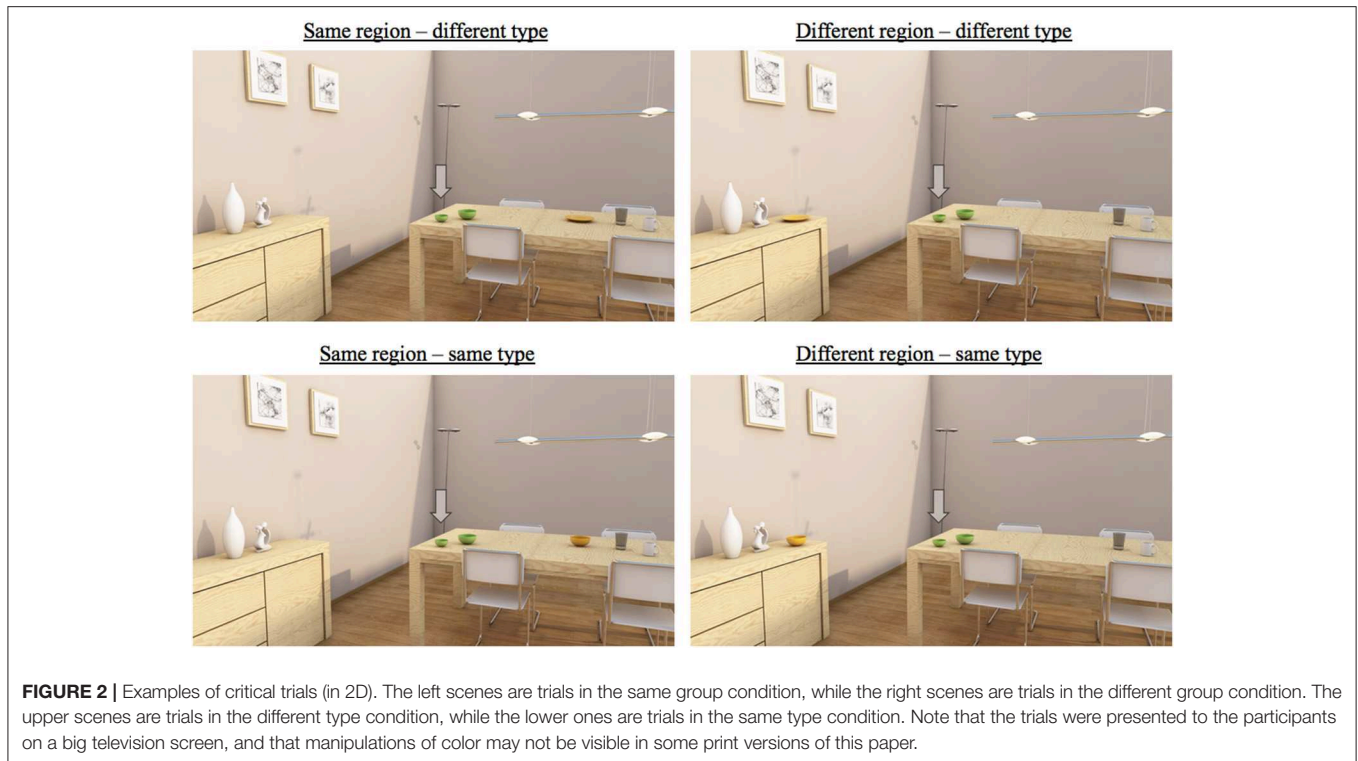 Same region – different type
Different region – different type
Same region – same type
Different region – same type
FIGURE 2 | Examples of critical trials (in 2D). The left scenes are trials in the same group condition, while the right scenes are trials in the different group condition. The
upper scenes are trials in the different type condition, while the lower ones are trials in the same type condition. Note that the trials were presented to the participants
on a big television screen, and that manipulations of color may not be visible in some print versions of this paper.